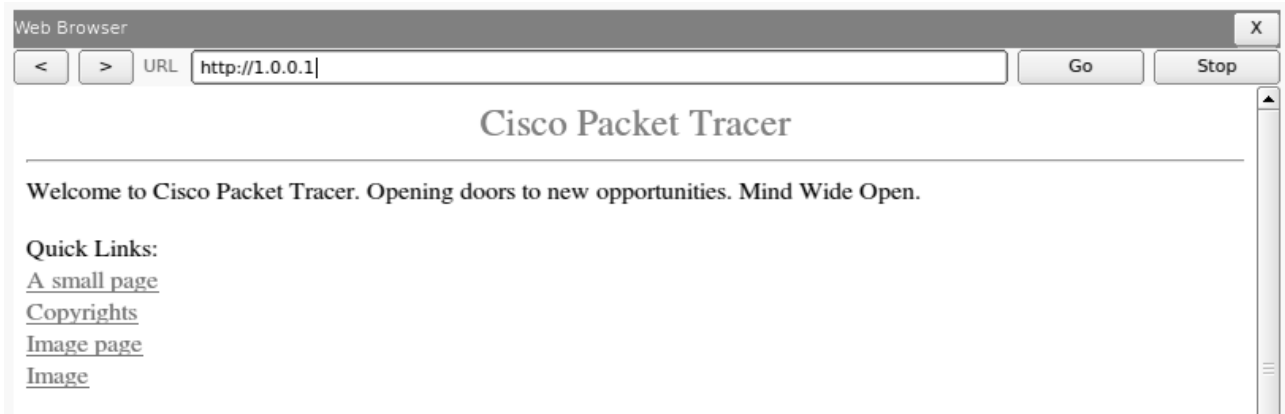 Web Browser X
< > URL http://1.0.0.1 Go Stop
Cisco Packet Tracer
Welcome to Cisco Packet Tracer. Opening doors to new opportunities. Mind Wide Open.
Quick Links:
A small page
Copyrights
Image page
Image